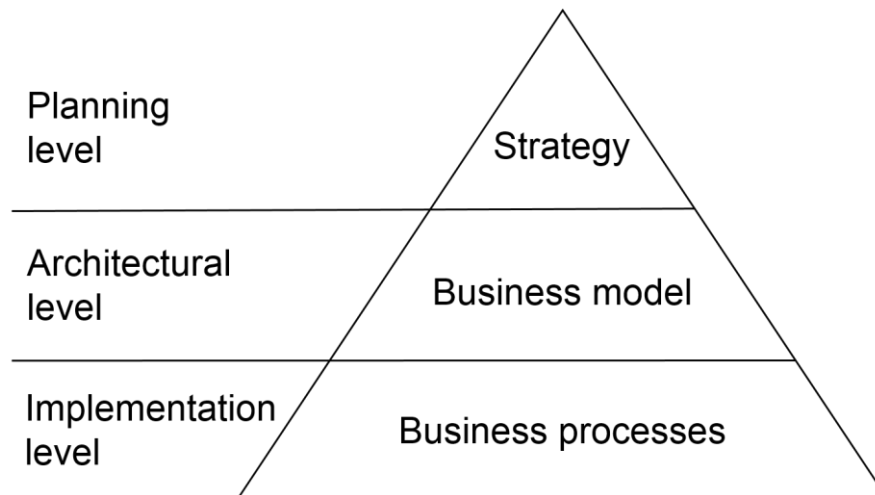 Planning
level
Strategy
Architectural
level
Business model
Implementation
level
Business processes